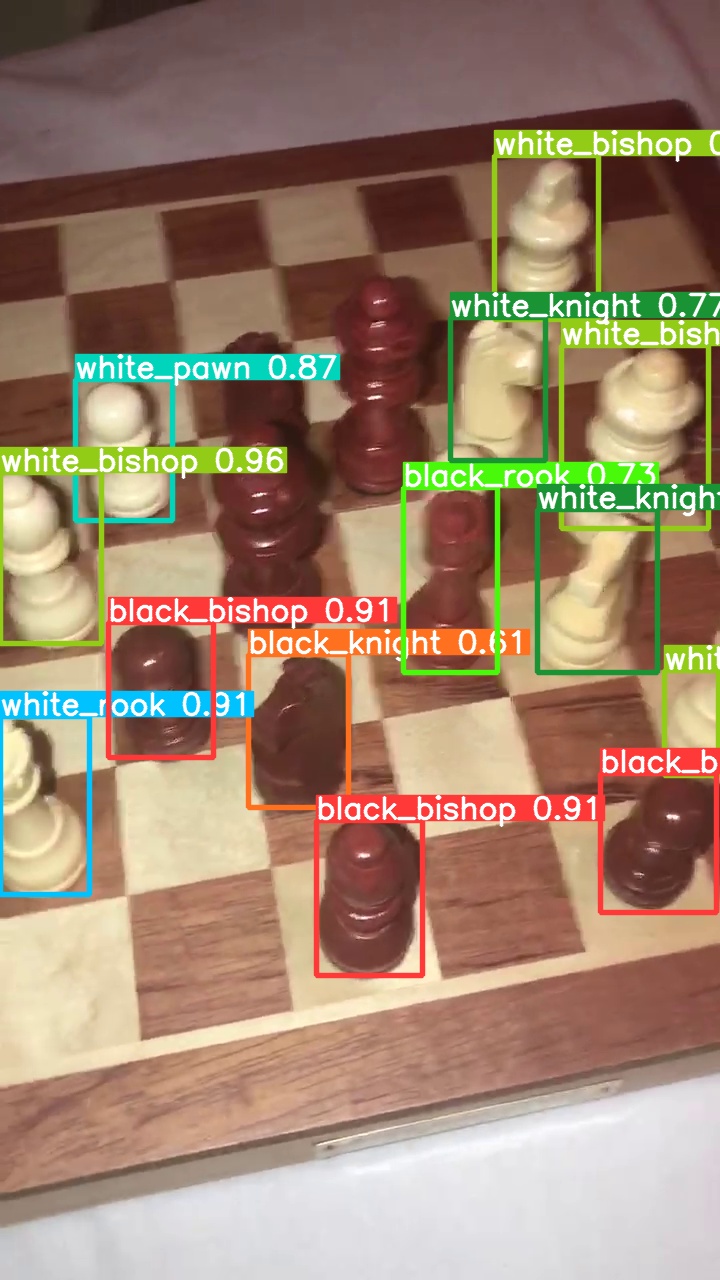 white_bishop 0
white_knight 0.77
white_bish
white_pawn 0.87
white_bishop 0.96
black_rook 0.73
white_knight
black_bishop 0.91
black_knight 0.61
whit
white_rook 0.91
black_b
black_bishop 0.91